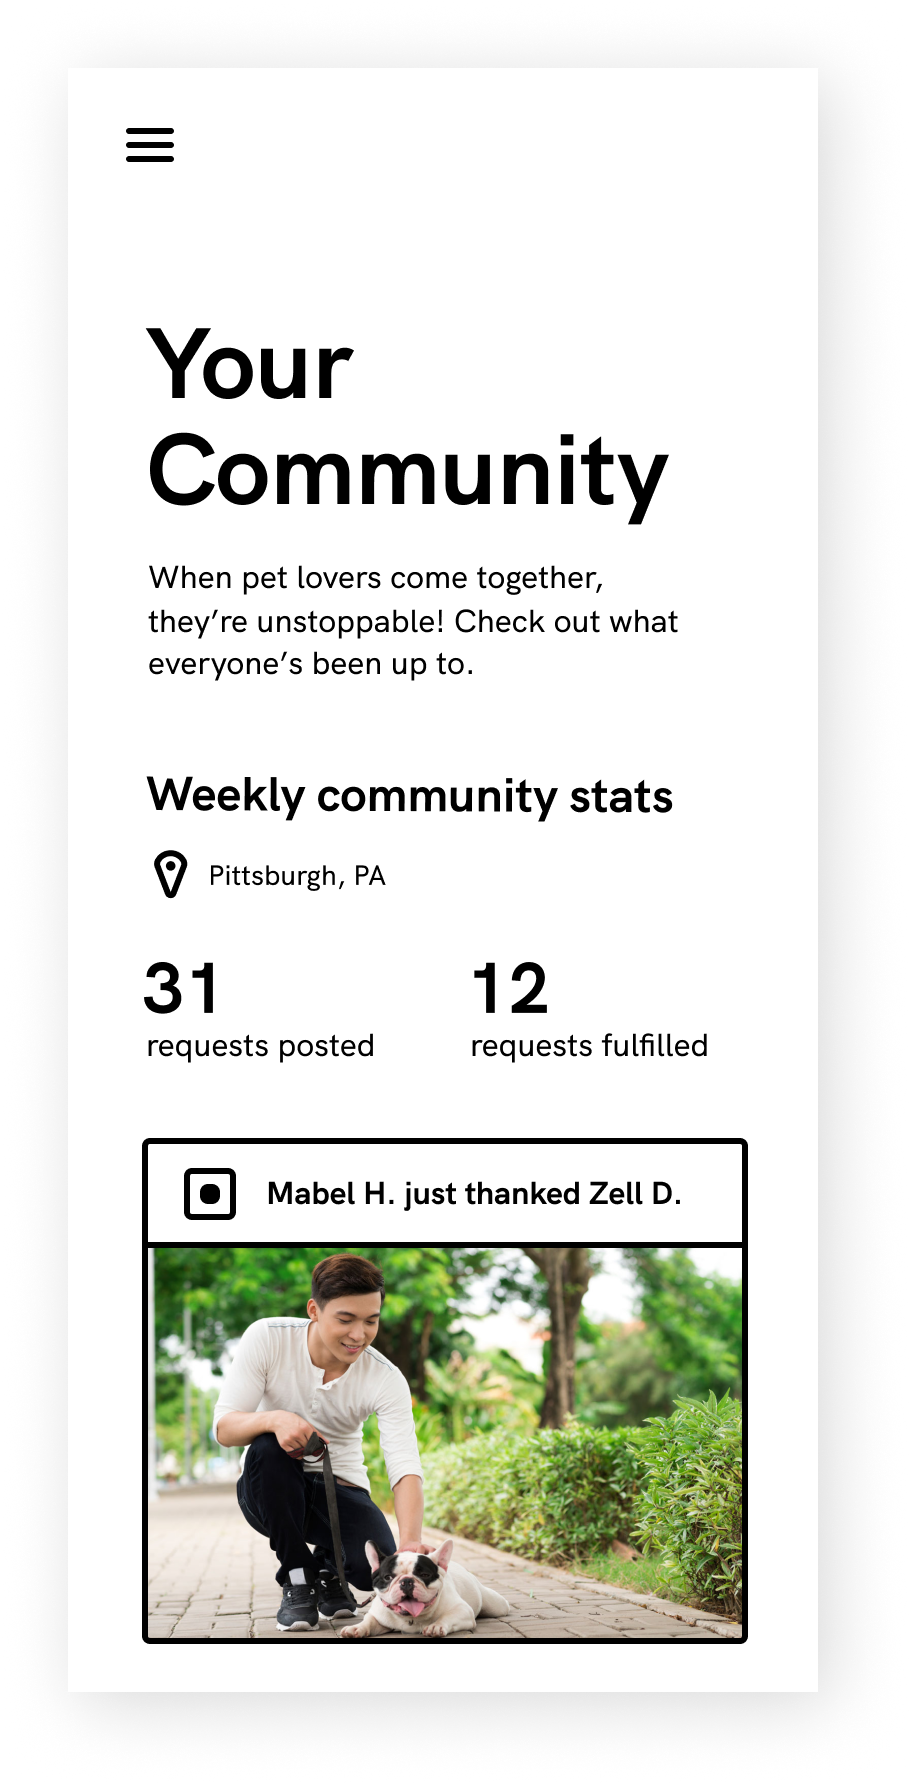 Your
Community
When pet lovers come together,
they’re unstoppable! Check out what
everyone’s been up to.
Weekly community stats
Pittsburgh, PA
31 12
requests posted requests fulfilled
Mabel H. just thanked Zell D.